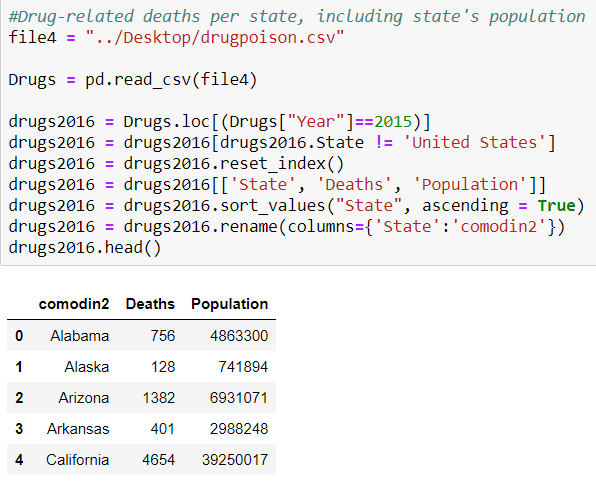 #Drug-related deaths per state, including state's population
file4 = "../Desktop/drugpoison.csv"
Drugs = pd.read_csv(file4)
drugs2016 = Drugs.loc[(Drugs["Year"]==2015)]
drugs2016 = drugs2016[drugs2016.State != 'United States']
drugs2016 = drugs2016.reset_index()
drugs2016 = drugs2016[['State', 'Deaths', 'Population']]
drugs2016 = drugs2016.sort_values("State", ascending = True)
drugs2016 = drugs2016.rename(columns={'State':'comodin2'})
drugs2016.head()
comodin2 Deaths Population
0 Alabama 756 4863300
1 Alaska 128 741894
2 Arizona 1382 6931071
3 Arkansas 401 2988248
4 California 4654 39250017